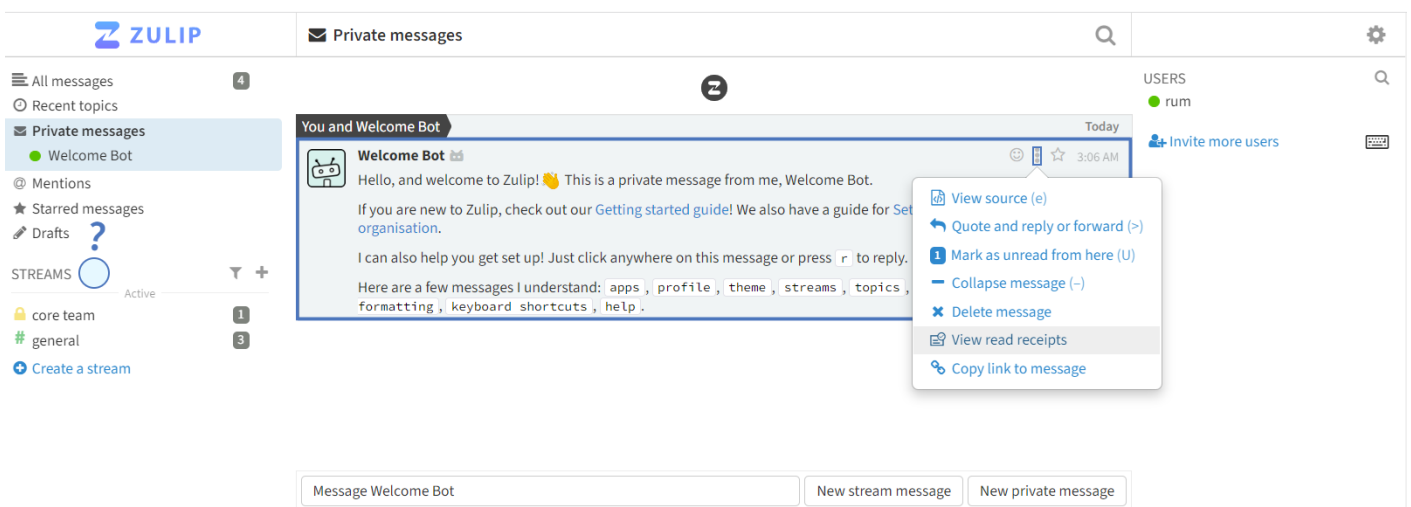 ZULIP
Private messages
All messages 4
Recent topics
Private messages
Welcome Bot
@ Mentions
Starred messages
Drafts ?
STREAMS +
Active
core team 1
# general 3
Create a stream
Z
You and Welcome Bot Today
Welcome Bot 3:06 AM
Hello, and welcome to Zulip! 👋 This is a private message from me, Welcome Bot.
If you are new to Zulip, check out our Getting started guide! We also have a guide for Set
organisation.
I can also help you get set up! Just click anywhere on this message or press r to reply.
Here are a few messages I understand: apps , profile , theme , streams , topics ,
formatting , keyboard shortcuts , help .
View source (e)
Quote and reply or forward (>)
1 Mark as unread from here (U)
Collapse message (–)
Delete message
View read receipts
Copy link to message
Message Welcome Bot
New stream message
New private message
USERS
rum
Invite more users